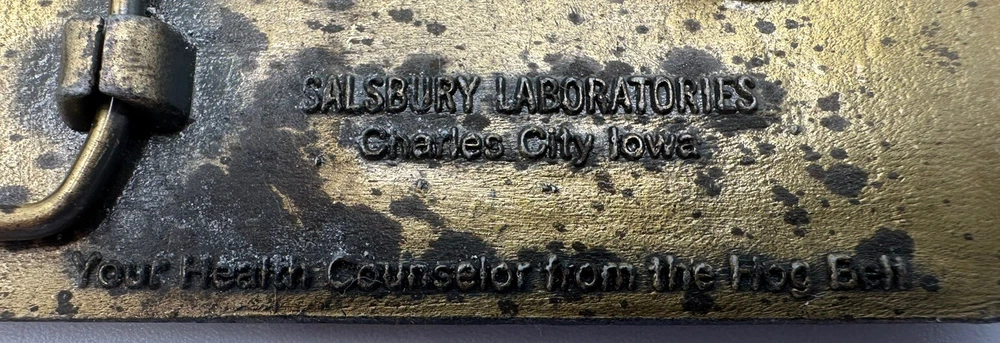 SALSBURY LABORATORIES
Charles City Iowa
Your Health Counselor from the Hog Belt